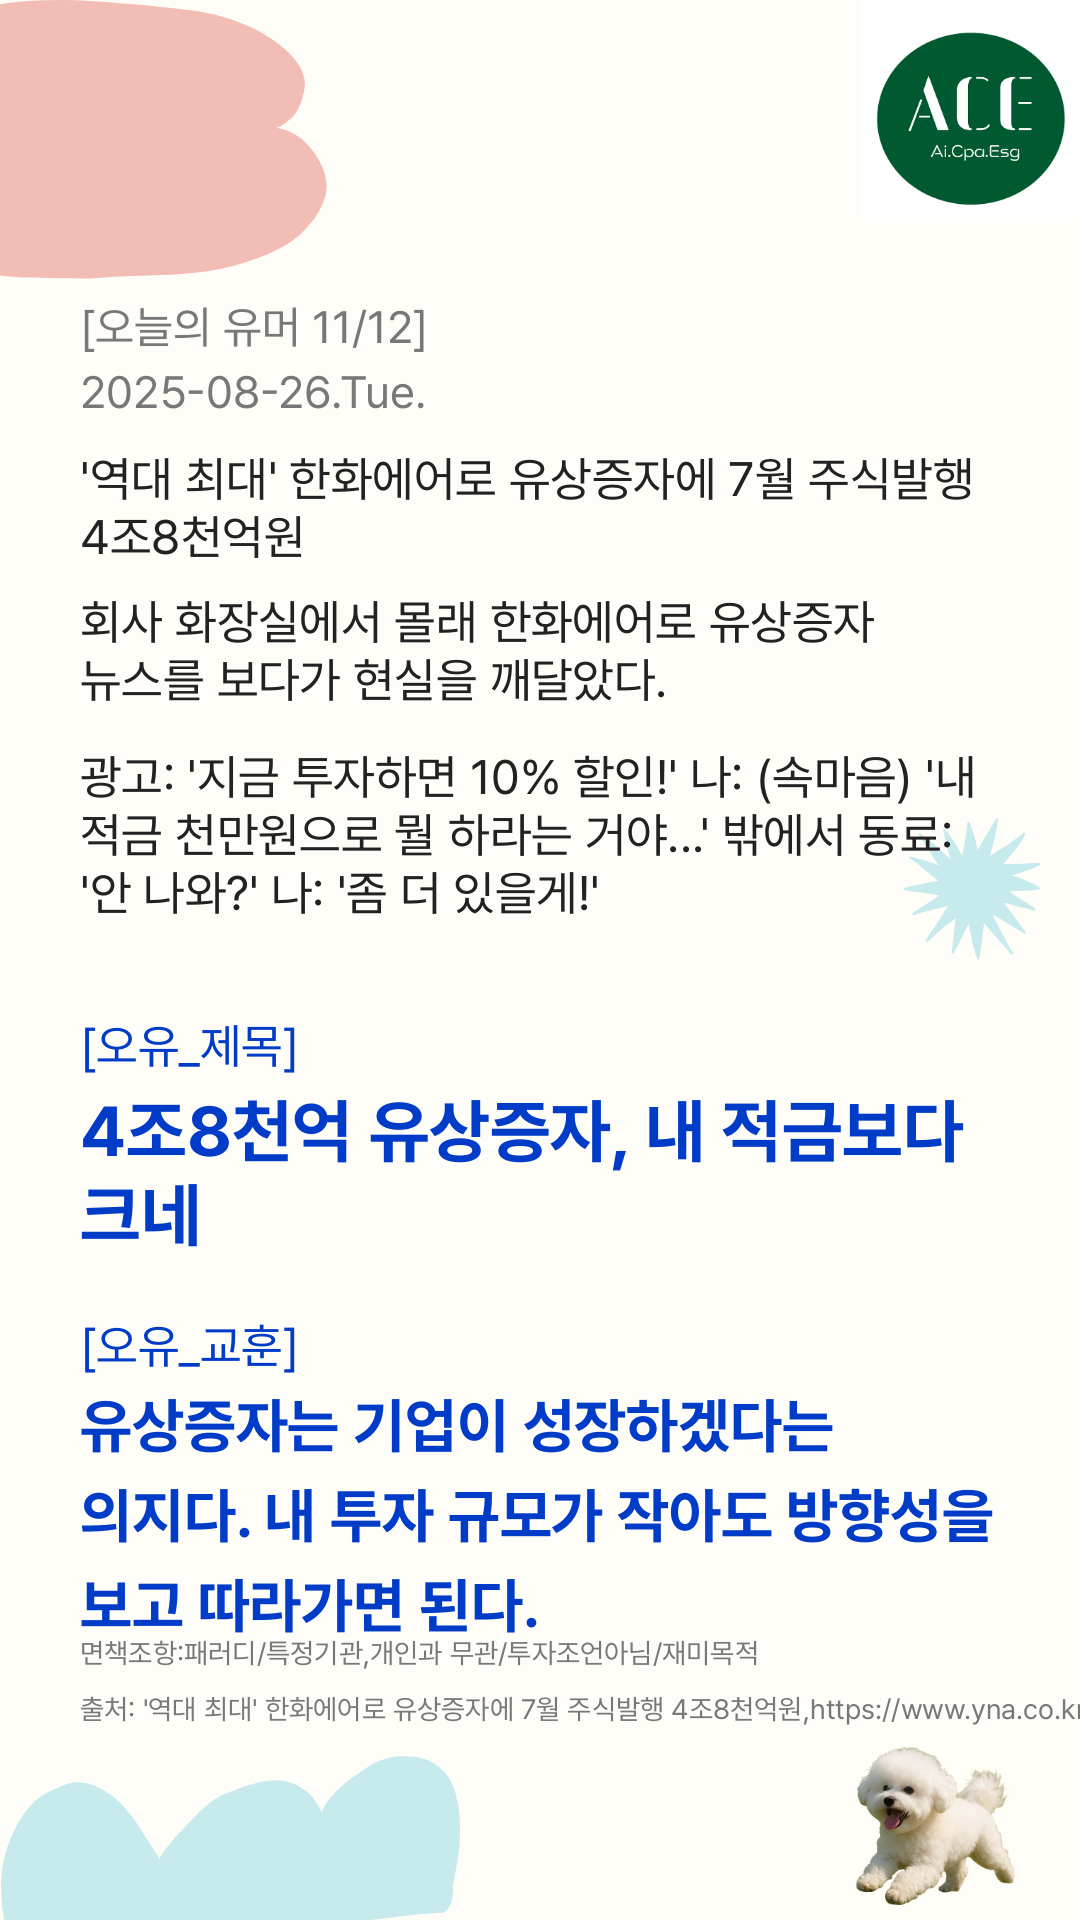 ACE
Ai.Cpa.Esg
[오늘의 유머 11/12]
2025-08-26.Tue.
'역대 최대' 한화에어로 유상증자에 7월 주식발행
4조8천억원
회사 화장실에서 몰래 한화에어로 유상증자
뉴스를 보다가 현실을 깨달았다.
광고: '지금 투자하면 10% 할인!' 나: (속마음) '내
적금 천만원으로 뭘 하라는 거야...' 밖에서 동료:
'안 나와?' 나: '좀 더 있을게!'
[오유_제목]
4조8천억 유상증자, 내 적금보다
크네
[오유_교훈]
유상증자는 기업이 성장하겠다는
의지다. 내 투자 규모가 작아도 방향성을
보고 따라가면 된다.
면책조항:패러디/특정기관,개인과 무관/투자조언아님/재미목적
출처: '역대 최대' 한화에어로 유상증자에 7월 주식발행 4조8천억원,https://www.yna.co.kr